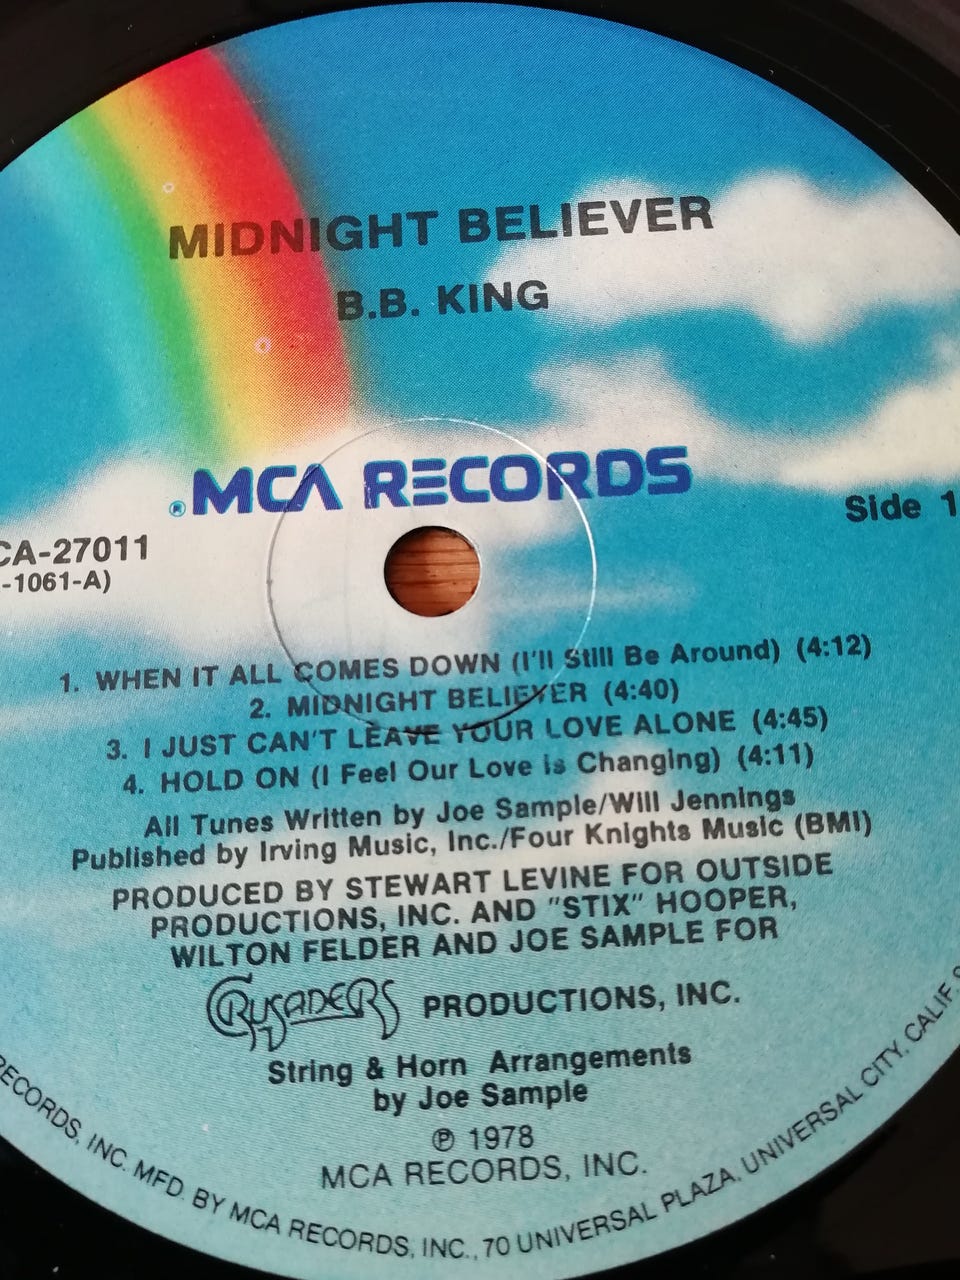 MIDNIGHT BELIEVER
B.B. KING
® MCA RECORDS
Side 1
CA-27011
-1061-A)
1. WHEN IT ALL COMES DOWN (I'll Still Be Around) (4:12)
2. MIDNIGHT BELIEVER (4:40)
3. I JUST CAN'T LEAVE YOUR LOVE ALONE (4:45)
4. HOLD ON (I Feel Our Love is Changing) (4:11)
All Tunes Written by Joe Sample/Will Jennings
Published by Irving Music, Inc./Four Knights Music (BMI)
PRODUCED BY STEWART LEVINE FOR OUTSIDE
PRODUCTIONS, INC. AND "STIX" HOOPER,
WILTON FELDER AND JOE SAMPLE FOR
CRUSADERS PRODUCTIONS, INC.
String & Horn Arrangements
by Joe Sample
℗ 1978
MCA RECORDS, INC.
RECORDS, INC. MFD. BY MCA RECORDS, INC., 70 UNIVERSAL PLAZA, UNIVERSAL CITY, CALIF.